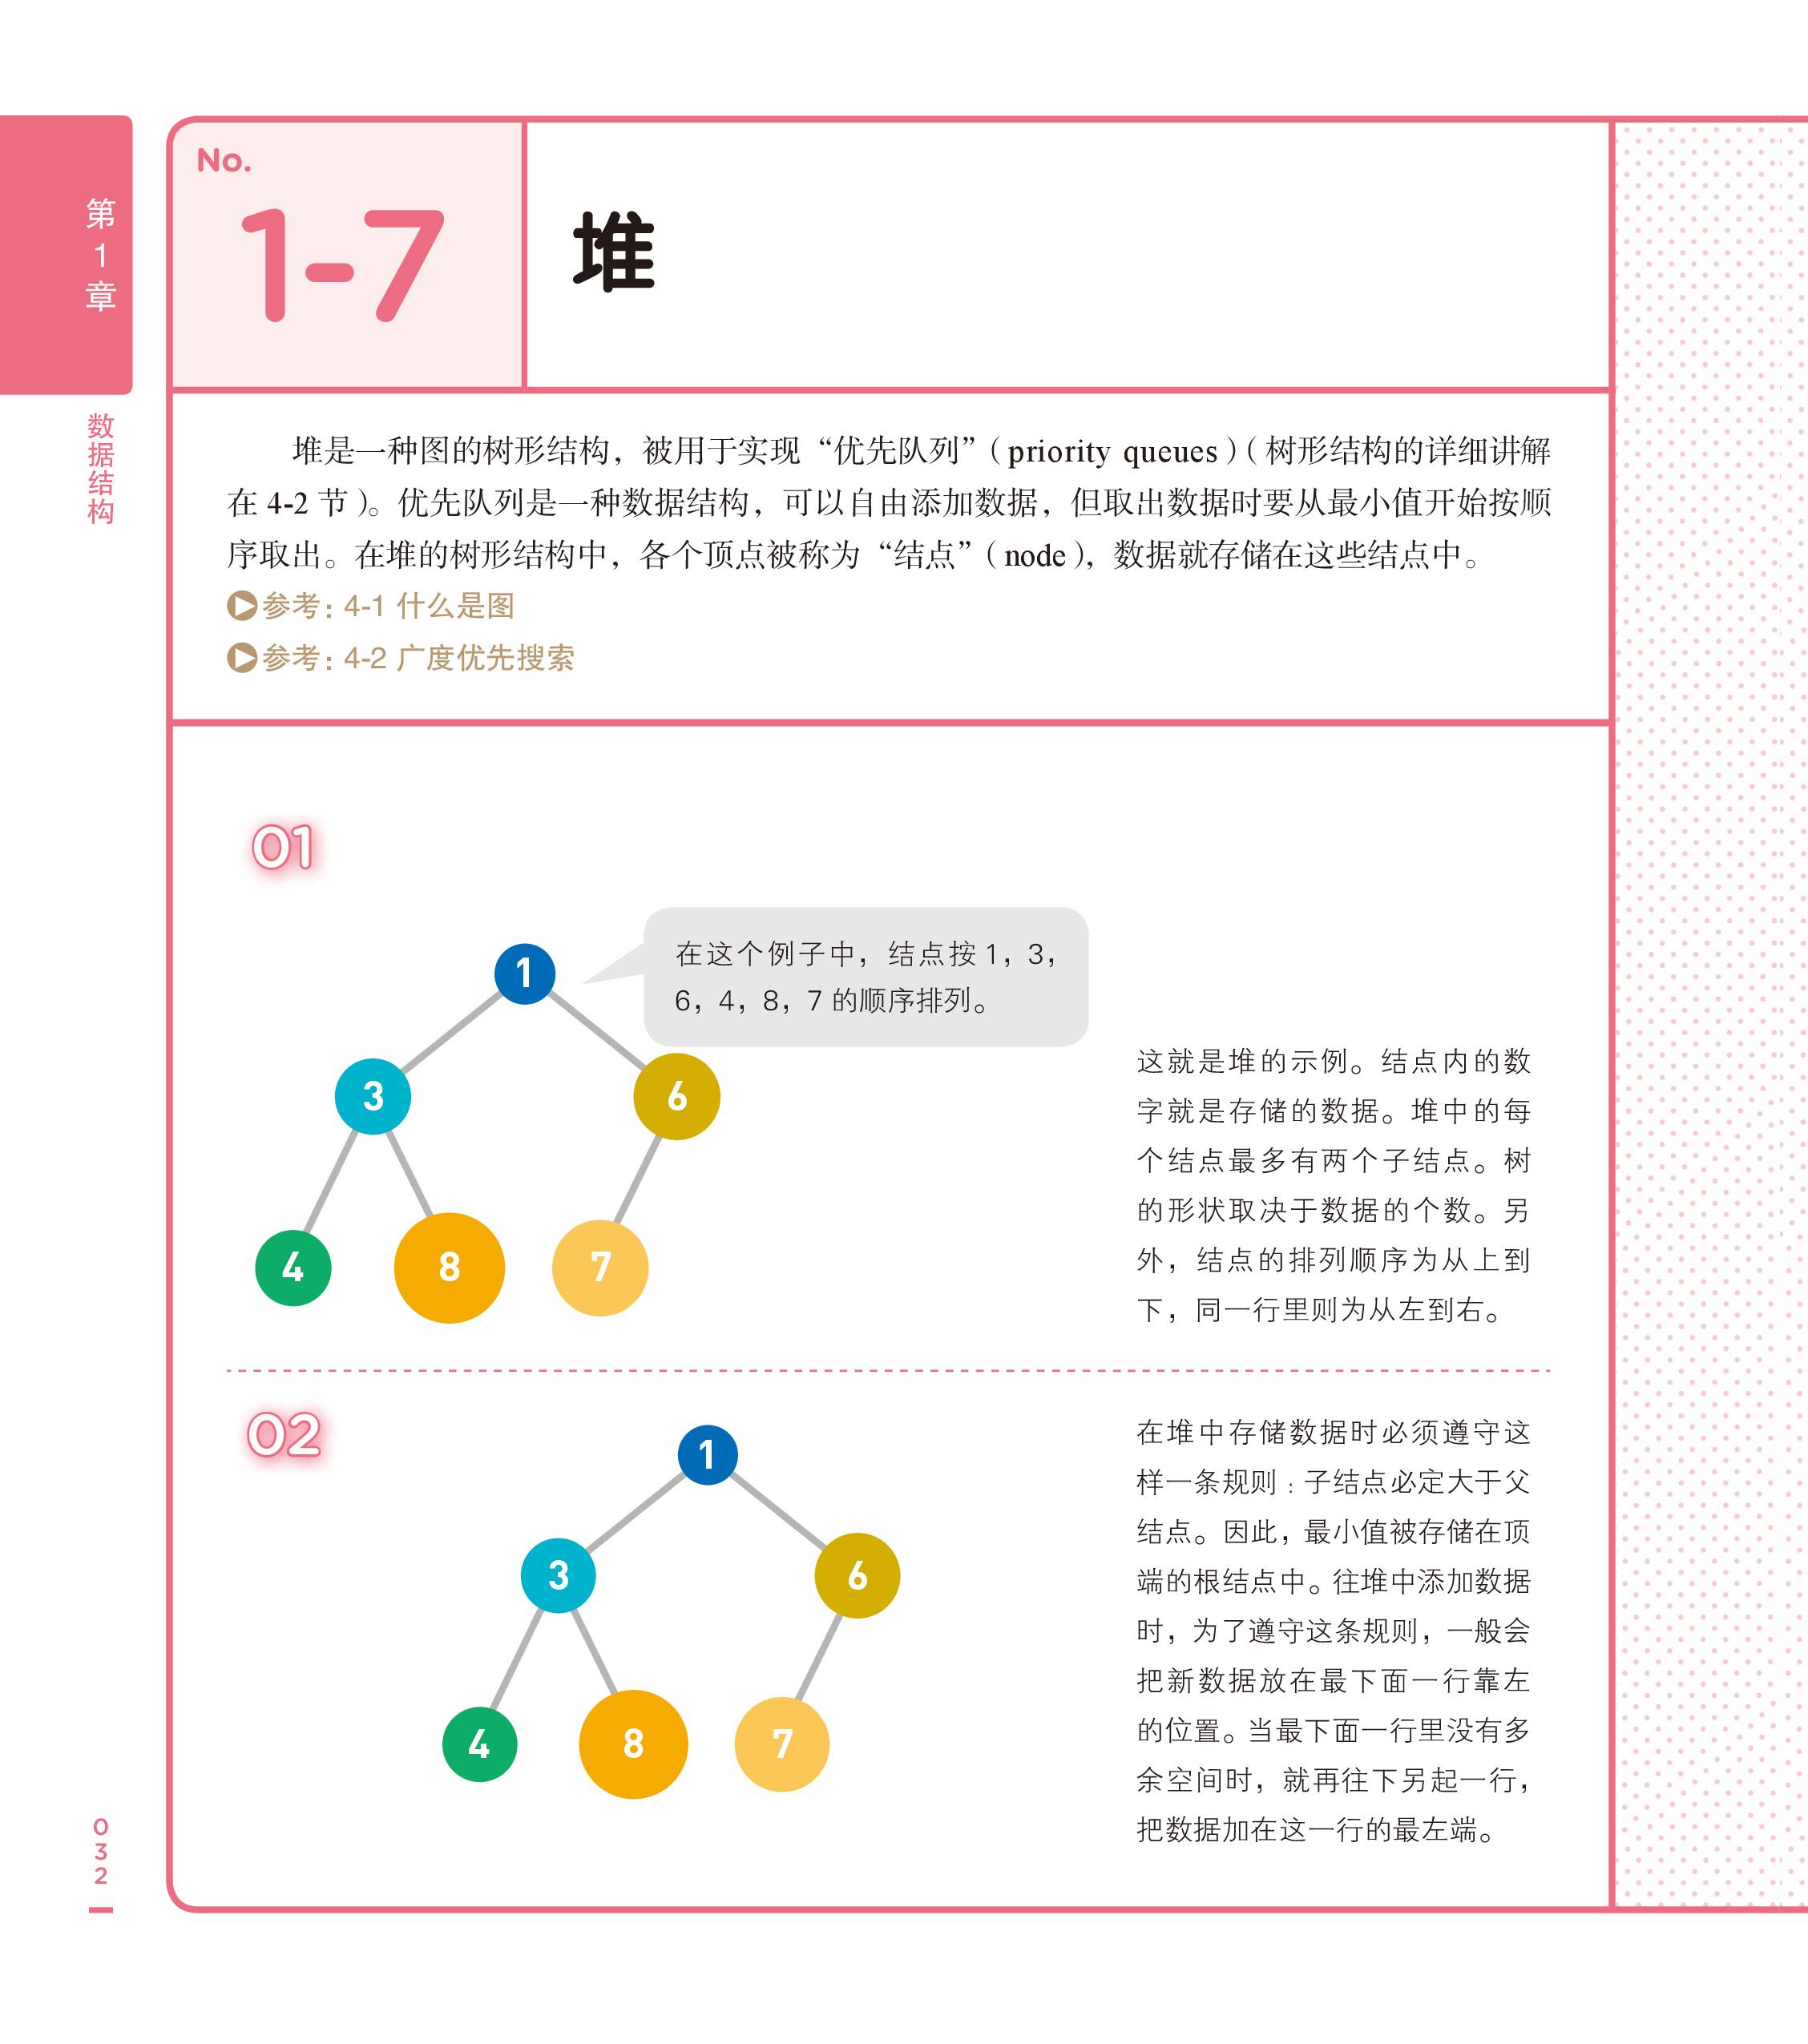 第1章
数据结构
No.
1-7
堆
堆是一种图的树形结构，被用于实现“优先队列”（priority queues）（树形结构的详细讲解
在 4-2 节）。优先队列是一种数据结构，可以自由添加数据，但取出数据时要从最小值开始按顺
序取出。在堆的树形结构中，各个顶点被称为“结点”（node），数据就存储在这些结点中。
参考：4-1 什么是图
参考：4-2 广度优先搜索
01
在这个例子中，结点按 1，3，
6，4，8，7 的顺序排列。
1
3
6
4
8
7
这就是堆的示例。结点内的数
字就是存储的数据。堆中的每
个结点最多有两个子结点。树
的形状取决于数据的个数。另
外，结点的排列顺序为从上到
下，同一行里则为从左到右。
02
1
3
6
4
8
7
在堆中存储数据时必须遵守这
样一条规则：子结点必定大于父
结点。因此，最小值被存储在顶
端的根结点中。往堆中添加数据
时，为了遵守这条规则，一般会
把新数据放在最下面一行靠左
的位置。当最下面一行里没有多
余空间时，就再往下另起一行，
把数据加在这一行的最左端。
032